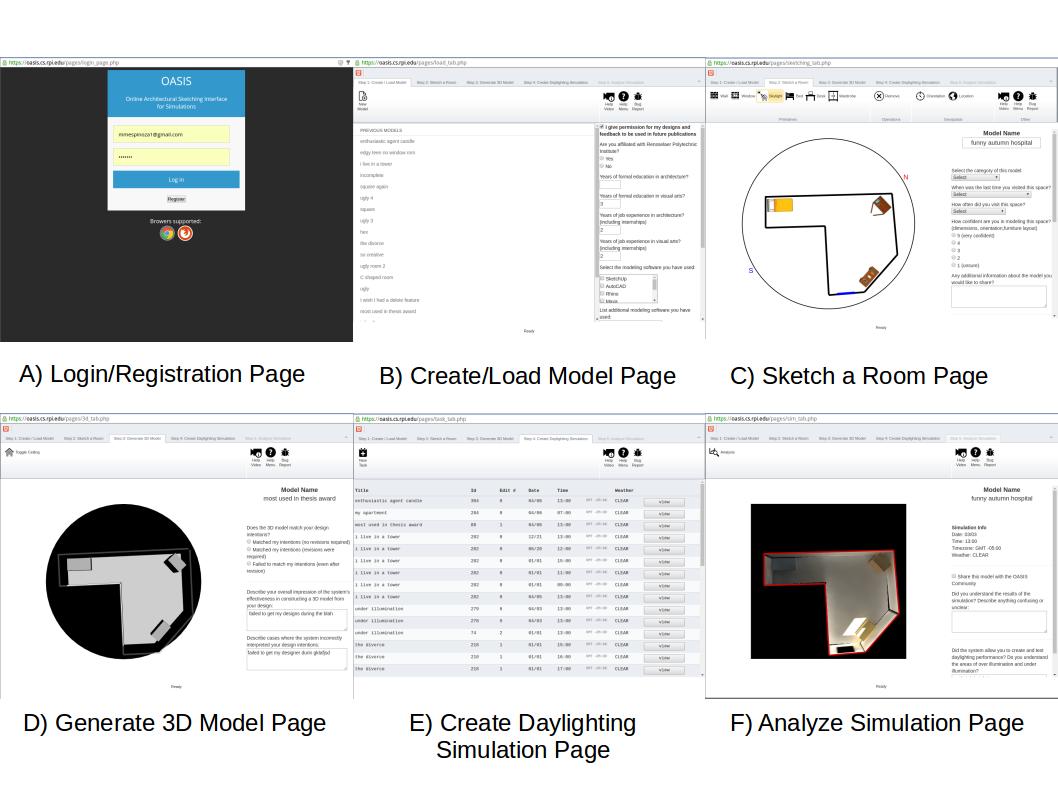 https://oasis.cs.rpi.edu/pages/login_page.php
OASIS
Online Architectural Sketching Interface
for Simulations
mmespinoza1@gmail.com
•••••••
Log in
Register
Browsers supported:
A) Login/Registration Page
https://oasis.cs.rpi.edu/pages/load_tab.php
Step 1: Create / Load Model
Step 2: Sketch a Room
Step 3: Generate 3D Model
Step 4: Create Daylighting Simulation
Step 5: Analyze Simulation
New
Model
Help
Video
Help
Menu
Bug
Report
PREVIOUS MODELS
enthusiastic agent candle
edgy teen no window rom
i live in a tower
incomplete
square again
ugly 4
square
ugly 3
hex
the divorce
so creative
ugly room 2
C shaped room
ugly
I wish I had a delete feature
most used in thesis award
I give permission for my designs and
feedback to be used in future publications
Are you affiliated with Rensselaer Polytechnic
Institute?
Yes
No
Years of formal education in architecture?
Years of formal education in visual arts?
3
Years of job experience in architecture?
(including internships)
2
Years of job experience in visual arts?
(including internships)
2
Select the modeling software you have used:
SketchUp
AutoCAD
Rhino
Maya
List additional modeling software you have
used:
Ready
B) Create/Load Model Page
https://oasis.cs.rpi.edu/pages/sketching_tab.php
Step 1: Create / Load Model
Step 2: Sketch a Room
Step 3: Generate 3D Model
Step 4: Create Daylighting Simulation
Step 5: Analyze Simulation
Wall
Window
Skylight
Bed
Desk
Wardrobe
Remove
Orientation
Location
Help
Video
Help
Menu
Bug
Report
Primatives
Operations
Geospatial
Other
N
S
Model Name
funny autumn hospital
Select the category of this model
Select
When was the last time you visited this space?
Select
How often did you visit this space?
Select
How confident are you in modeling this space?
(dimensions, orientation,furniture layout)
5 (very confident)
4
3
2
1 (unsure)
Any additional information about the model you
would like to share?
Ready
C) Sketch a Room Page
https://oasis.cs.rpi.edu/pages/3d_tab.php
Step 1: Create / Load Model
Step 2: Sketch a Room
Step 3: Generate 3D Model
Step 4: Create Daylighting Simulation
Step 5: Analyze Simulation
Toggle Ceiling
Help
Video
Help
Menu
Bug
Report
Model Name
most used in thesis award
Does the 3D model match your design
intentions?
Matched my intentions (no revisions required)
Matched my intentions (revisions were
required)
Failed to match my intentions (even after
revision)
Describe your overall impression of the system's
effectiveness in constructing a 3D model from
your design:
failed to get my designs during the blah
Describe cases where the system incorrectly
interpreted your design intentions:
Ready
D) Generate 3D Model Page
https://oasis.cs.rpi.edu/pages/task_tab.php
Step 1: Create / Load Model
Step 2: Sketch a Room
Step 3: Generate 3D Model
Step 4: Create Daylighting Simulation
Step 5: Analyze Simulation
New
Task
Help
Video
Help
Menu
Bug
Report
Title Id Edit # Date Time Weather
enthusiastic agent candle 304 0 04/06 13:00 GMT -05:00 CLEAR view
my apartment 284 0 04/06 07:00 GMT -05:00 CLEAR view
most used in thesis award 80 1 04/06 13:00 GMT -05:00 CLEAR view
i live in a tower 282 0 12/21 13:00 GMT -05:00 CLEAR view
i live in a tower 282 0 06/20 12:00 GMT -05:00 CLEAR view
i live in a tower 282 0 01/01 15:00 GMT -05:00 CLEAR view
i live in a tower 282 0 01/01 11:00 GMT -05:00 CLEAR view
i live in a tower 282 0 01/01 09:00 GMT -05:00 CLEAR view
i live in a tower 282 0 04/05 13:00 GMT -05:00 CLEAR view
under illumination 279 0 04/03 13:00 GMT -05:00 CLEAR view
under illumination 278 0 04/03 13:00 GMT -05:00 CLEAR view
under illumination 74 2 01/01 13:00 GMT -05:00 CLEAR view
the divorce 218 1 01/01 15:00 GMT -05:00 CLEAR view
the divorce 218 1 01/01 16:00 GMT -05:00 CLEAR view
the divorce 218 1 01/01 17:00 GMT -05:00 CLEAR view
E) Create Daylighting
Simulation Page
https://oasis.cs.rpi.edu/pages/sim_tab.php
Step 1: Create / Load Model
Step 2: Sketch a Room
Step 3: Generate 3D Model
Step 4: Create Daylighting Simulation
Step 5: Analyze Simulation
Analysis
Help
Video
Help
Menu
Bug
Report
Model Name
funny autumn hospital
Simulation Info
Date: 03/03
Time: 13:00
Timezone: GMT -05:00
Weather: CLEAR
Share this model with the OASIS
Community
Did you understand the results of the
simulation? Describe anything confusing or
unclear:
Did the system allow you to create and test
daylighting performance? Do you understand
the areas of over illumination and under
illumination?
Ready
F) Analyze Simulation Page